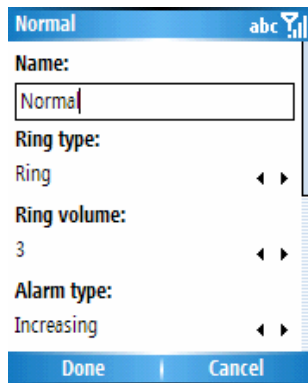 Normal abc
Name:
Normal
Ring type:
Ring
Ring volume:
3
Alarm type:
Increasing
Done Cancel